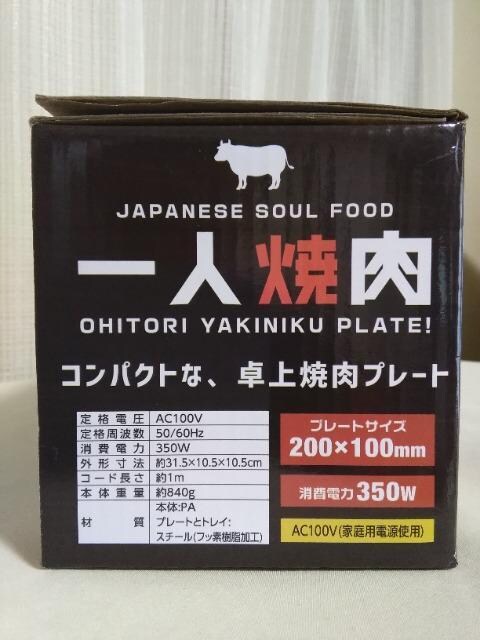 JAPANESE SOUL FOOD
一人焼肉
OHITORI YAKINIKU PLATE!
コンパクトな、卓上焼肉プレート
定格電圧 AC100V
定格周波数 50/60Hz
消費電力 350W
外形寸法 約31.5×10.5×10.5cm
コード長さ 約1m
本体重量 約840g
材質 本体:PA
プレートとトレイ:
スチール(フッ素樹脂加工)
プレートサイズ
200×100mm
消費電力350W
AC100V(家庭用電源使用)